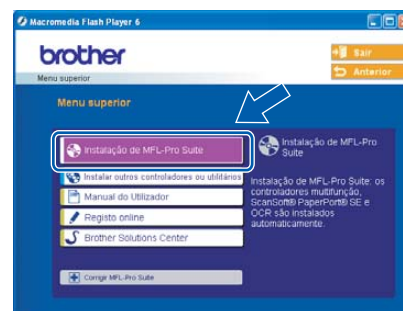 Macromedia Flash Player 6
brother
Sair
Anterior
Menu superior
Menu superior
Instalação de MFL-Pro Suite
Instalar outros controladores ou utilitários
Manual do Utilizador
Registo online
Brother Solutions Center
Corrige MFL-Pro Suite
Instalação de MFL-Pro
Suite
Instalação de MFL-Pro Suite: os
controladores multifunção,
ScanSoft® PaperPort® SE e
OCR são instalados
automaticamente.